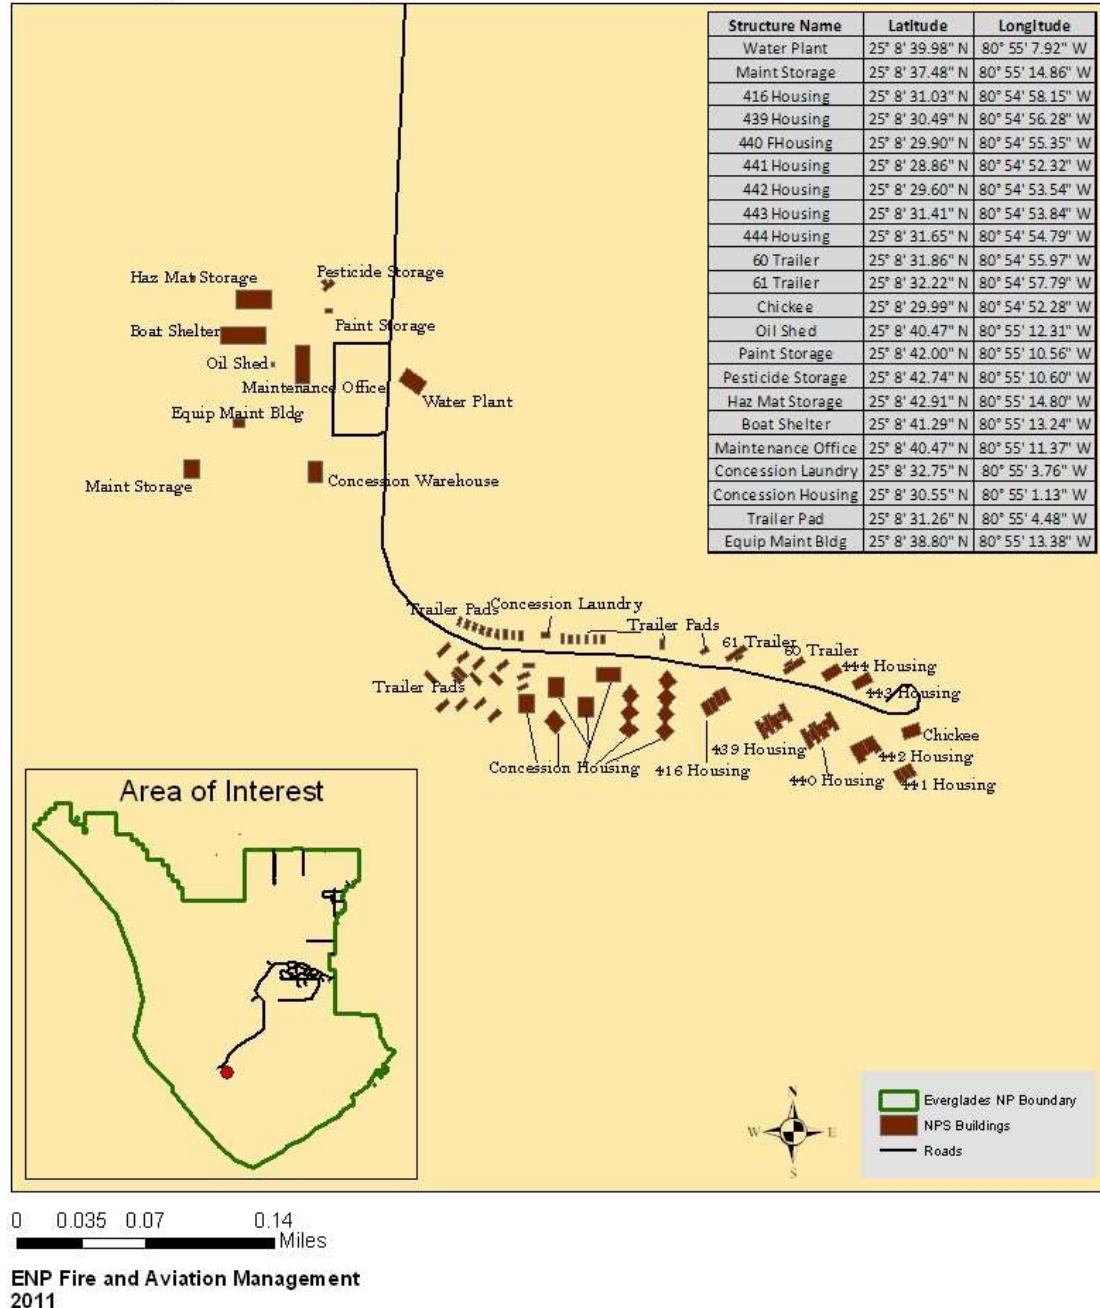 Structure Name Latitude Longitude
Water Plant 25° 8' 39.98" N 80° 55' 7.92" W
Maint Storage 25° 8' 37.48" N 80° 55' 14.86" W
416 Housing 25° 8' 31.03" N 80° 54' 58.15" W
439 Housing 25° 8' 30.49" N 80° 54' 56.28" W
440 FHousing 25° 8' 29.90" N 80° 54' 55.35" W
441 Housing 25° 8' 28.86" N 80° 54' 52.32" W
442 Housing 25° 8' 29.60" N 80° 54' 53.54" W
443 Housing 25° 8' 31.41" N 80° 54' 53.84" W
444 Housing 25° 8' 31.65" N 80° 54' 54.79" W
60 Trailer 25° 8' 31.86" N 80° 54' 55.97" W
61 Trailer 25° 8' 32.22" N 80° 54' 57.79" W
Chickee 25° 8' 29.99" N 80° 54' 52.28" W
Oil Shed 25° 8' 40.47" N 80° 55' 12.31" W
Paint Storage 25° 8' 42.00" N 80° 55' 10.56" W
Pesticide Storage 25° 8' 42.74" N 80° 55' 10.60" W
Haz Mat Storage 25° 8' 42.91" N 80° 55' 14.80" W
Boat Shelter 25° 8' 41.29" N 80° 55' 13.24" W
Maintenance Office 25° 8' 40.47" N 80° 55' 11.37" W
Concession Laundry 25° 8' 32.75" N 80° 55' 3.76" W
Concession Housing 25° 8' 30.55" N 80° 55' 1.13" W
Trailer Pad 25° 8' 31.26" N 80° 55' 4.48" W
Equip Maint Bldg 25° 8' 38.80" N 80° 55' 13.38" W
Haz Mat Storage
Pesticide Storage
Boat Shelter
Paint Storage
Oil Shed
Maintenance Office
Water Plant
Equip Maint Bldg
Maint Storage
Concession Warehouse
Trailer Pads
Concession Laundry
Trailer Pads
61 Trailer
60 Trailer
444 Housing
443 Housing
Trailer Pads
Chickee
439 Housing
442 Housing
Concession Housing
416 Housing
440 Housing
441 Housing
Area of Interest
N
W
E
S
Everglades NP Boundary
NPS Buildings
Roads
0 0.035 0.07 0.14
Miles
ENP Fire and Aviation Management
2011